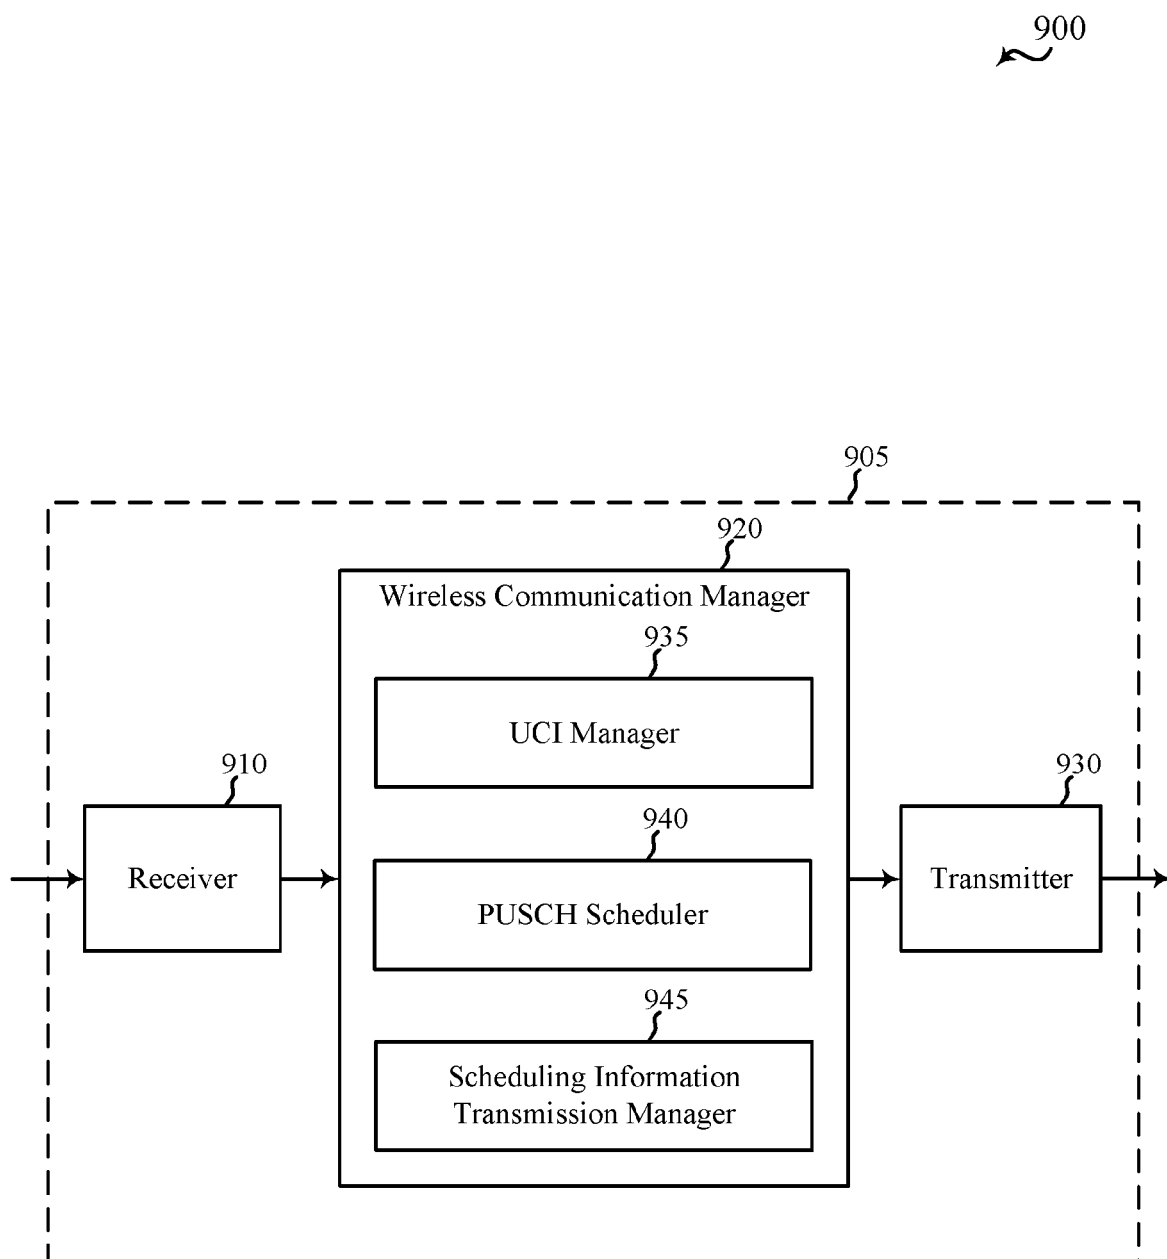 900
905
920
Wireless Communication Manager
935
UCI Manager
910
930
940
Receiver
Transmitter
PUSCH Scheduler
945
Scheduling Information
Transmission Manager